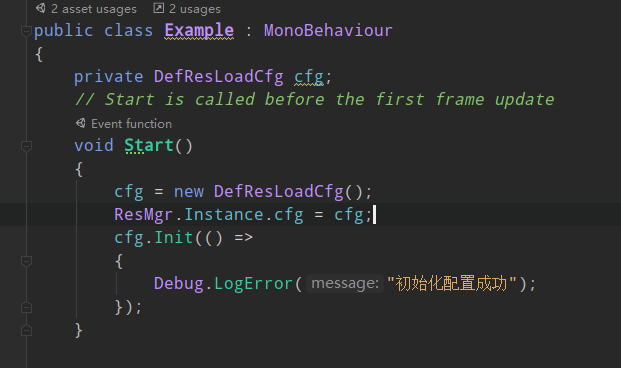 2 asset usages 2 usages
public class Example : MonoBehaviour
{
private DefResLoadCfg cfg;
// Start is called before the first frame update
Event function
void Start()
{
cfg = new DefResLoadCfg();
ResMgr.Instance.cfg = cfg;
cfg.Init(() =>
{
Debug.LogError( message: "初始化配置成功");
});
}